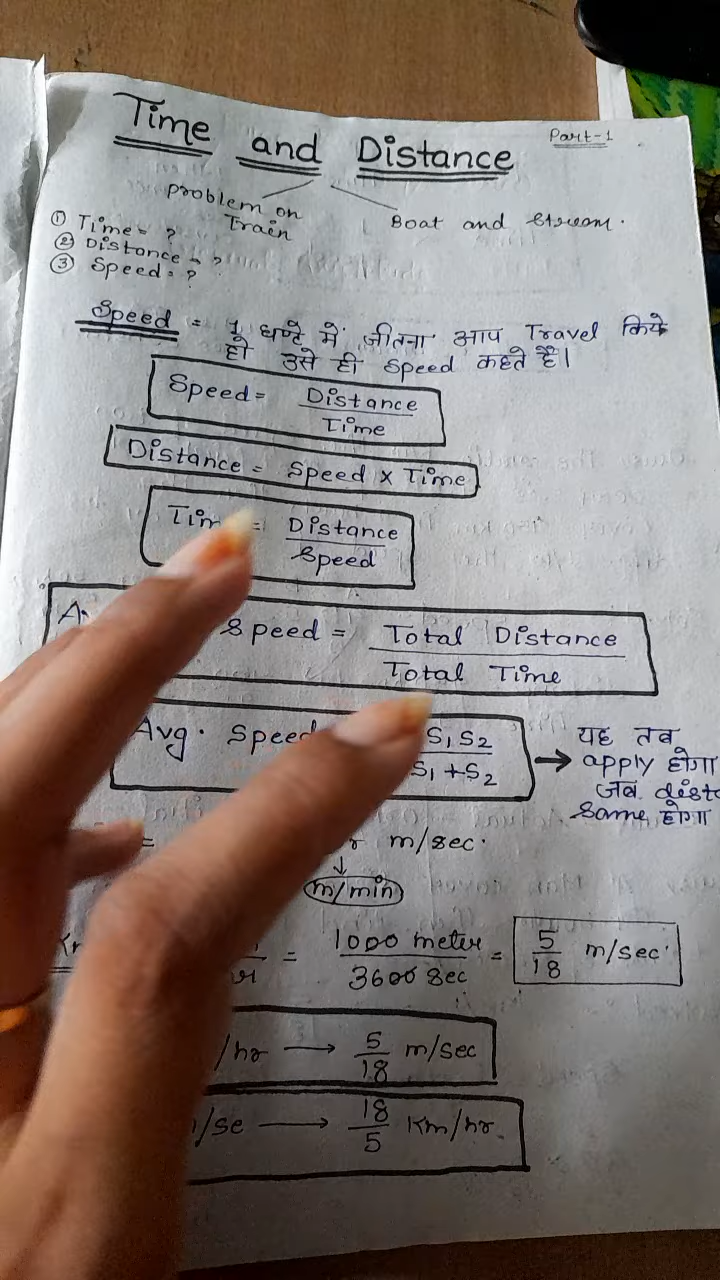 Time and Distance
Part-1
problem on
Train
Boat and Stream.
① Time = ?
② Distance = ?
③ Speed = ?
Speed = 1 घण्टे में जीतना आप Travel किये
हो उसे ही speed कहते हैं।
Speed = Distance
Time
Distance = Speed x Time
Distance
Speed
Speed = Total Distance
Total Time
Avg. Speed S₁ S₂
S₁ + S₂
→ यह तब
apply होगा
जब
same होगा
= m/sec.
↓
m/min
= 1000 meter = 5 m/sec.
3600 sec 18
/hr → 5 m/sec
18
/se → 18 Km/hr.
5